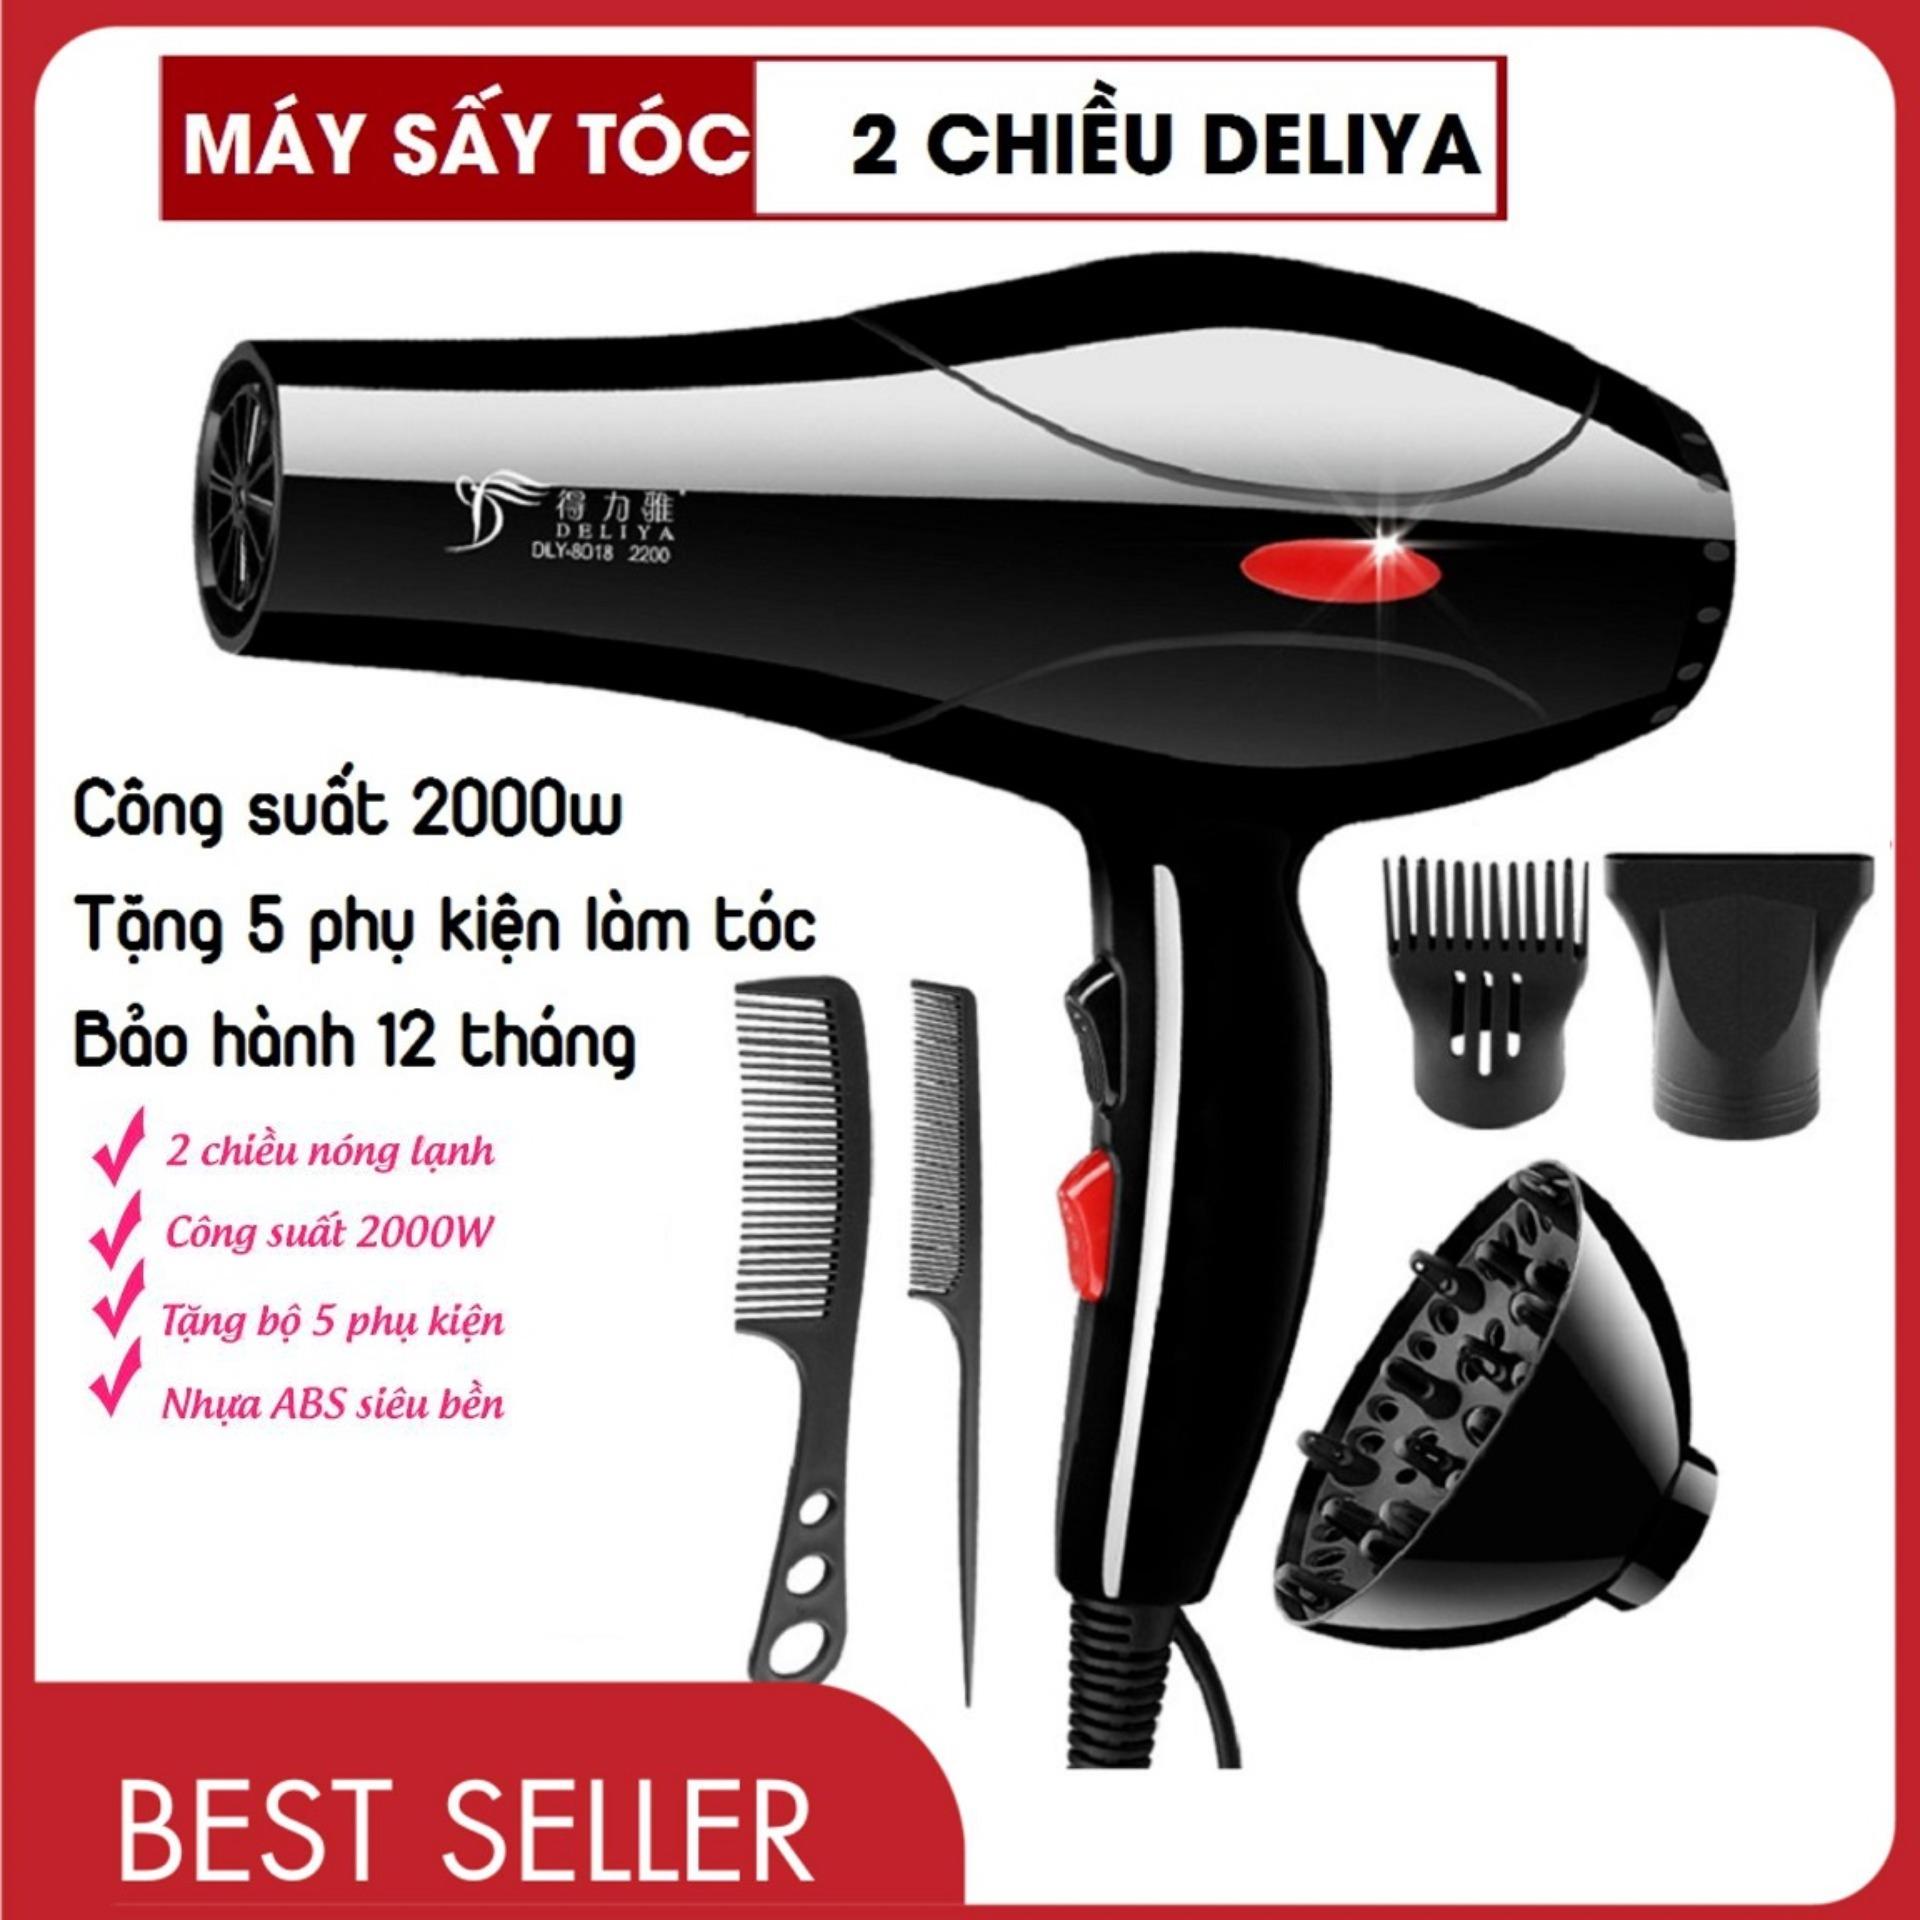 MÁY SẤY TÓC 2 CHIỀU DELIYA
得力雅
DELIYA
DLY-8018 2200
Công suất 2000w
Tặng 5 phụ kiện làm tóc
Bảo hành 12 tháng
2 chiều nóng lạnh
Công suất 2000W
Tặng bộ 5 phụ kiện
Nhựa ABS siêu bền
BEST SELLER